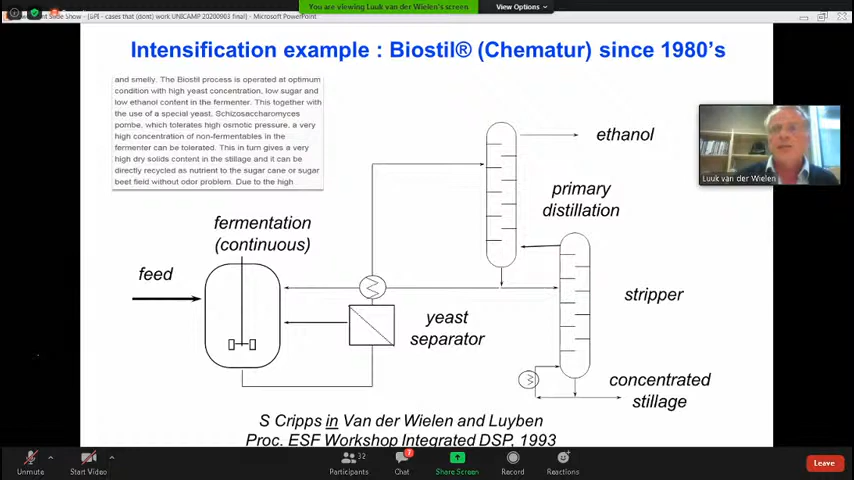 Slide Show - [EPI - cases that (dont) work UNICAMP 20200903 final] - Microsoft PowerPoint
You are viewing Luuk van der Wielen's screen
View Options
Intensification example : Biostil® (Chematur) since 1980's
and smelly. The Biostil process is operated at optimum
condition with high yeast concentration, low sugar and
low ethanol content in the fermenter. This together with
the use of a special yeast, Schizosaccharomyces
pombe, which tolerates high osmotic pressure, a very
high concentration of non-fermentables in the
fermenter can be tolerated. This in turn gives a very
high dry solids content in the stillage and it can be
directly recycled as nutrient to the sugar cane or sugar
beet field without odor problem. Due to the high
ethanol
primary
distillation
Luuk van der Wielen
fermentation
(continuous)
feed
stripper
yeast
separator
concentrated
stillage
S Cripps in Van der Wielen and Luyben
Proc. ESF Workshop Integrated DSP, 1993
Unmute
Start Video
32
Participants
7
Chat
Share Screen
Record
Reactions
Leave